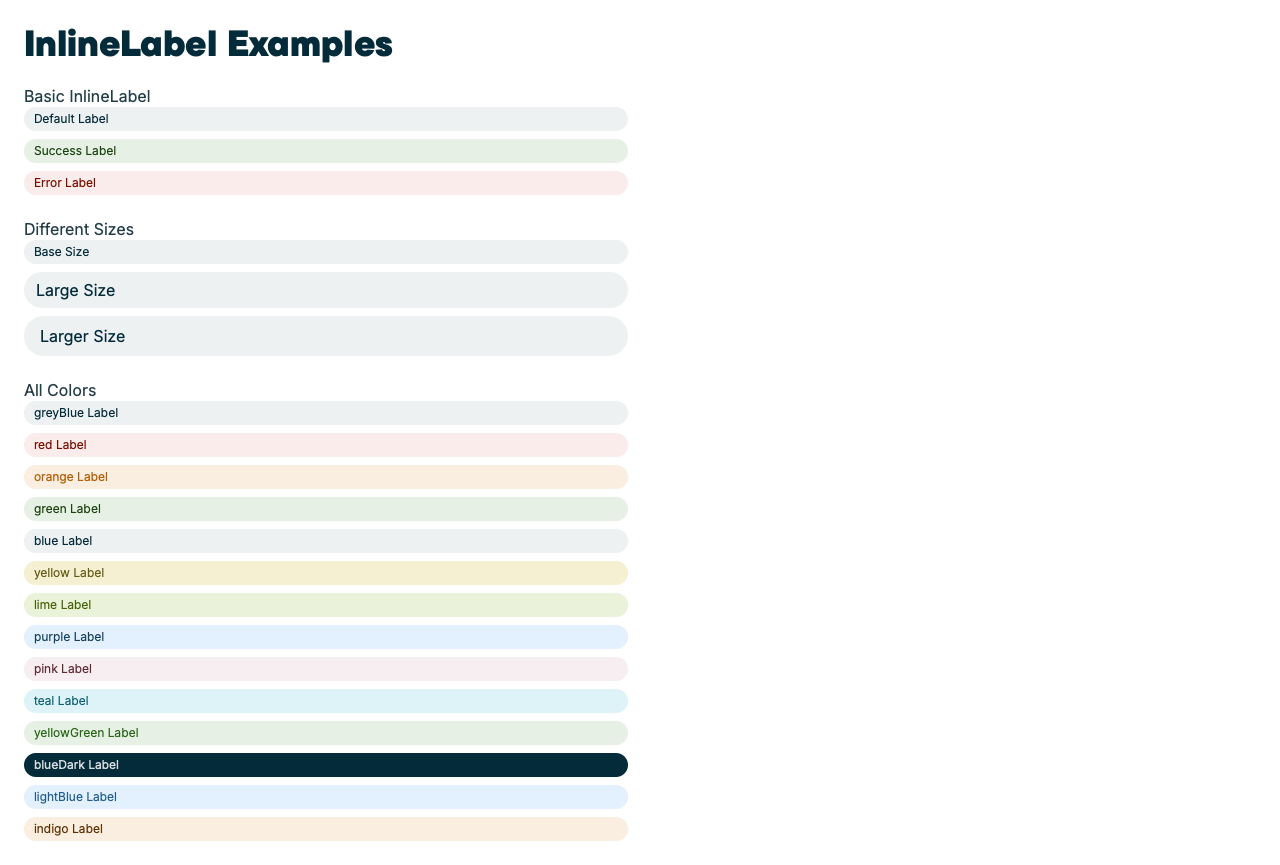 InlineLabel Examples
Basic InlineLabel
Default Label
Success Label
Error Label
Different Sizes
Base Size
Large Size
Larger Size
All Colors
greyBlue Label
red Label
orange Label
green Label
blue Label
yellow Label
lime Label
purple Label
pink Label
teal Label
yellowGreen Label
blueDark Label
lightBlue Label
indigo Label